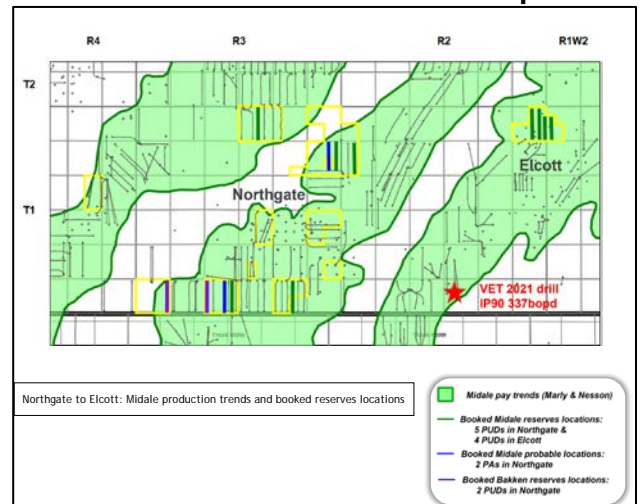 R4 R3 R2 R1W2
T2
Elcott
Northgate
T1
VET 2021 drill
IP90 337bopd
Northgate to Elcott: Midale production trends and booked reserves locations
Midale pay trends (Marly & Nesson)
Booked Midale reserves locations:
5 PUDs in Northgate &
4 PUDs in Elcott
Booked Midale probable locations:
2 PAs in Northgate
Booked Bakken reserves locations:
2 PUDs in Northgate